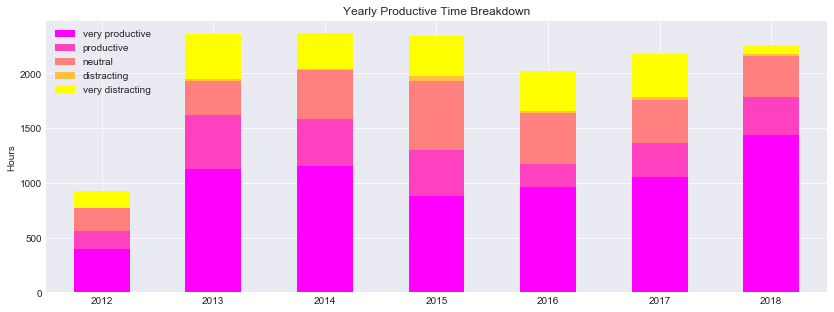 Yearly Productive Time Breakdown
very productive
productive
neutral
distracting
very distracting
Hours
2000
1500
1000
500
0
2012 2013 2014 2015 2016 2017 2018